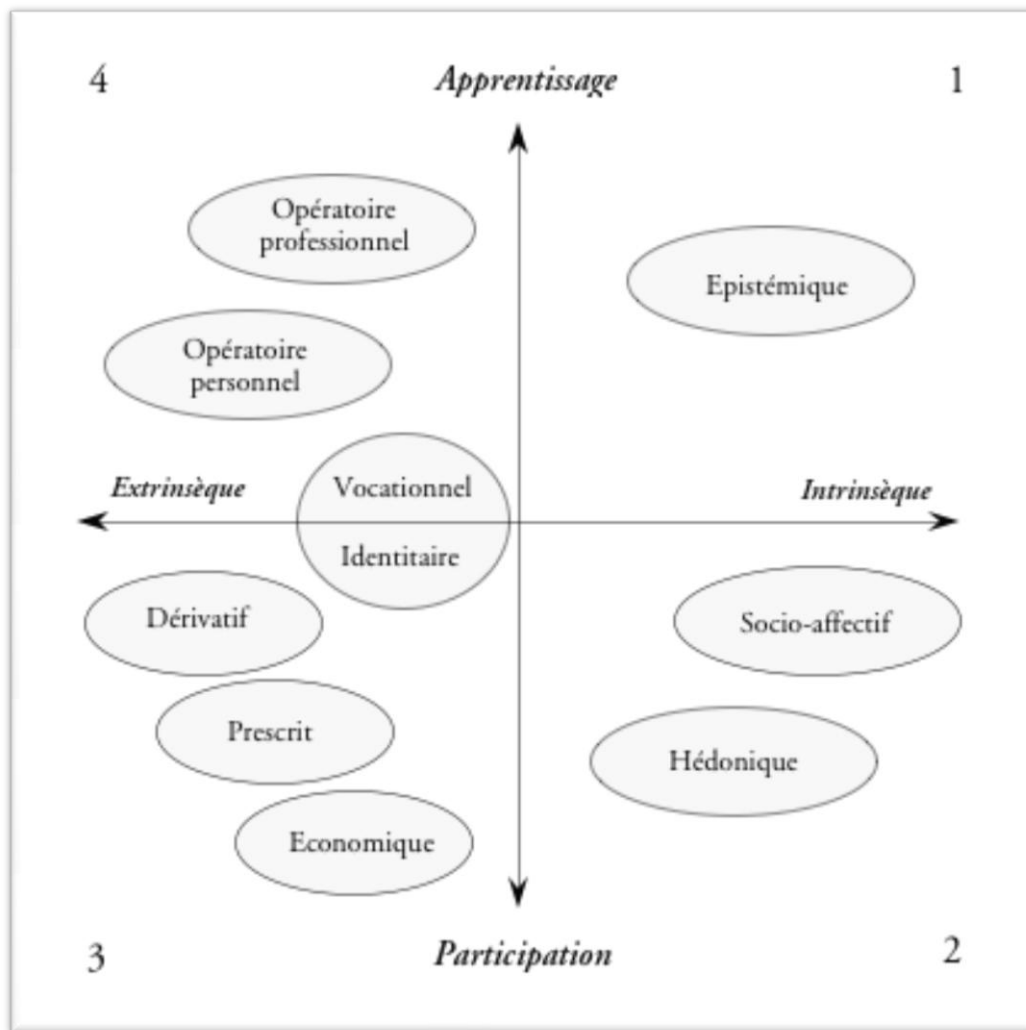 4
Apprentissage
1
Opératoire
professionnel
Epistémique
Opératoire
personnel
Extrinsèque
Vocationnel
Intrinsèque
Identitaire
Dérivatif
Socio-affectif
Prescrit
Hédonique
Economique
3
Participation
2